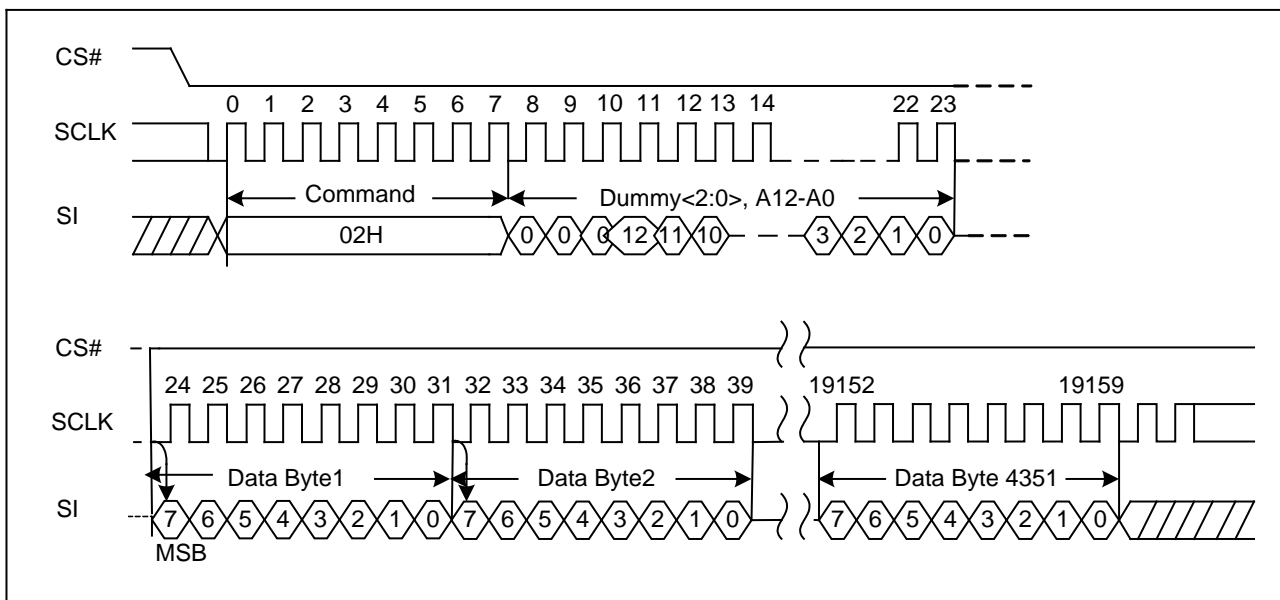 CS#
0 1 2 3 4 5 6 7 8 9 10 11 12 13 14 22 23
SCLK
Command Dummy<2:0>, A12-A0
SI
02H 0 0 0 12 11 10 3 2 1 0
CS#
24 25 26 27 28 29 30 31 32 33 34 35 36 37 38 39 19152 19159
SCLK
Data Byte1 Data Byte2 Data Byte 4351
SI
7 6 5 4 3 2 1 0 7 6 5 4 3 2 1 0 7 6 5 4 3 2 1 0
MSB